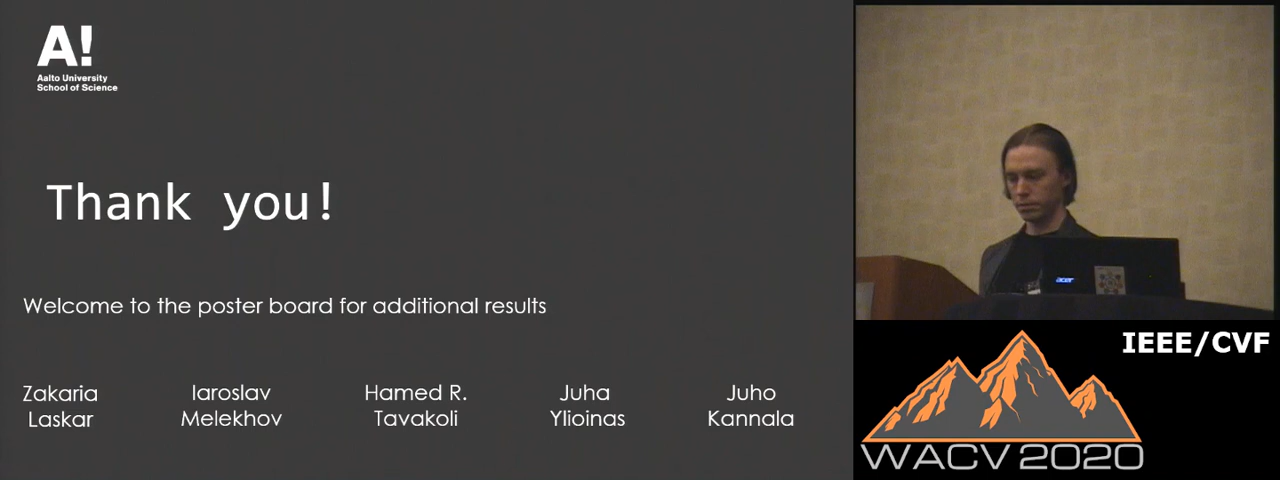 A!
Aalto University
School of Science
Thank you!
Welcome to the poster board for additional results
Zakaria
Laskar
Iaroslav
Melekhov
Hamed R.
Tavakoli
Juha
Ylioinas
Juho
Kannala
acer
IEEE/CVF
WACV 2020